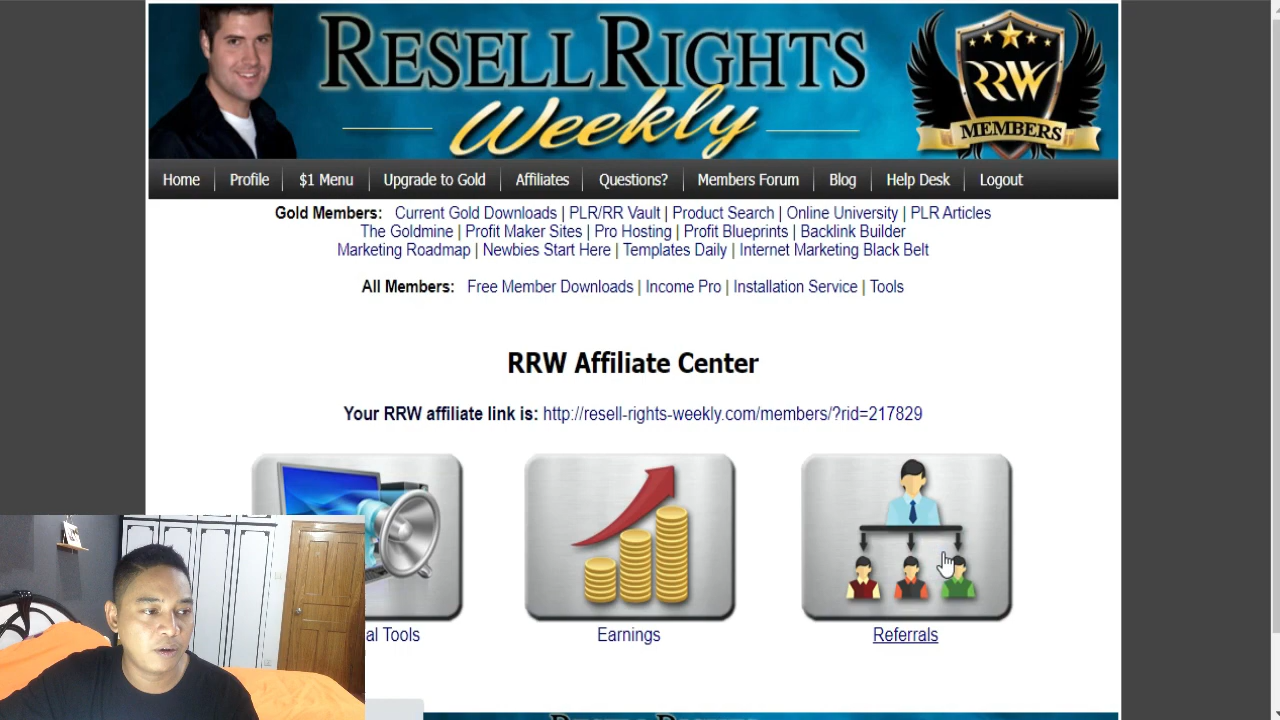 RESELL RIGHTS
Weekly
RRW
MEMBERS
Home Profile $1 Menu Upgrade to Gold Affiliates Questions? Members Forum Blog Help Desk Logout
Gold Members: Current Gold Downloads | PLR/RR Vault | Product Search | Online University | PLR Articles
The Goldmine | Profit Maker Sites | Pro Hosting | Profit Blueprints | Backlink Builder
Marketing Roadmap | Newbies Start Here | Templates Daily | Internet Marketing Black Belt
All Members: Free Member Downloads | Income Pro | Installation Service | Tools
RRW Affiliate Center
Your RRW affiliate link is: http://resell-rights-weekly.com/members/?rid=217829
al Tools Earnings Referrals